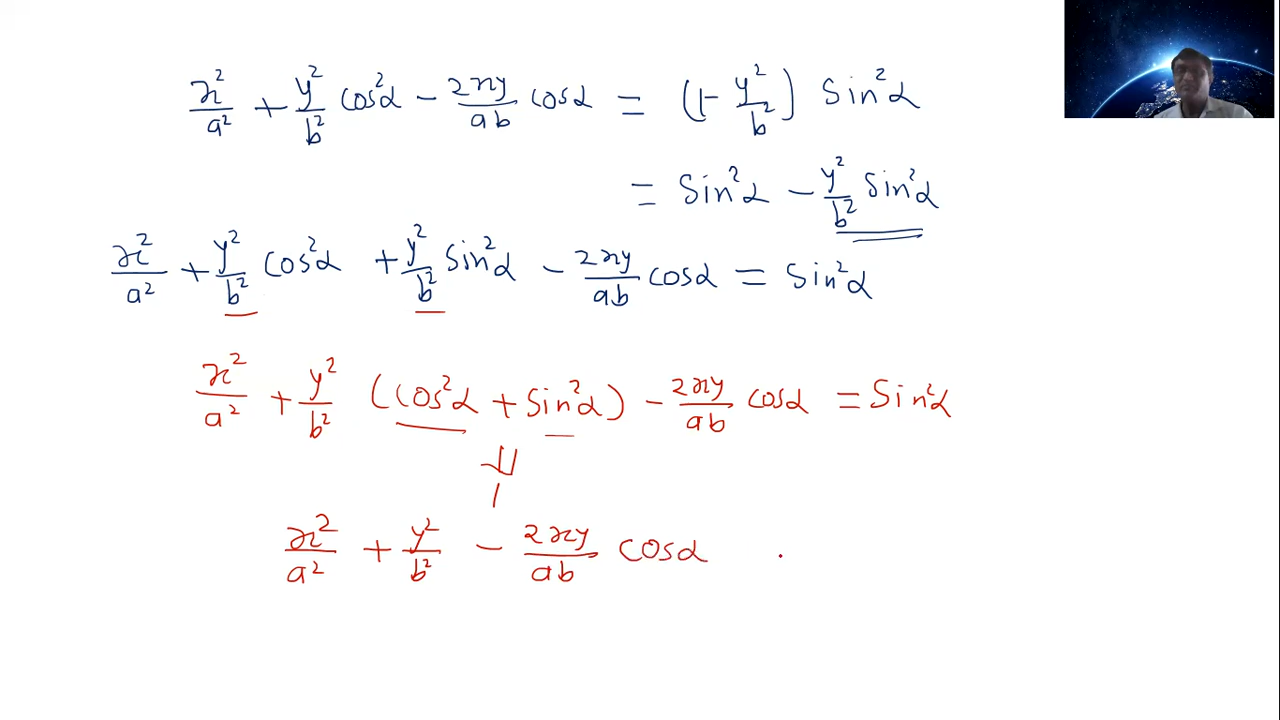 x²/a² + y²/b² cos²α − 2xy/ab cosα = (1 − y²/b²) Sin²α
= Sin²α − y²/b² Sin²α
x²/a² + y²/b² cos²α + y²/b² Sin²α − 2xy/ab cosα = Sin²α
x²/a² + y²/b² (cos²α + Sin²α) − 2xy/ab cosα = Sin²α
⇓
1
x²/a² + y²/b² − 2xy/ab cosα